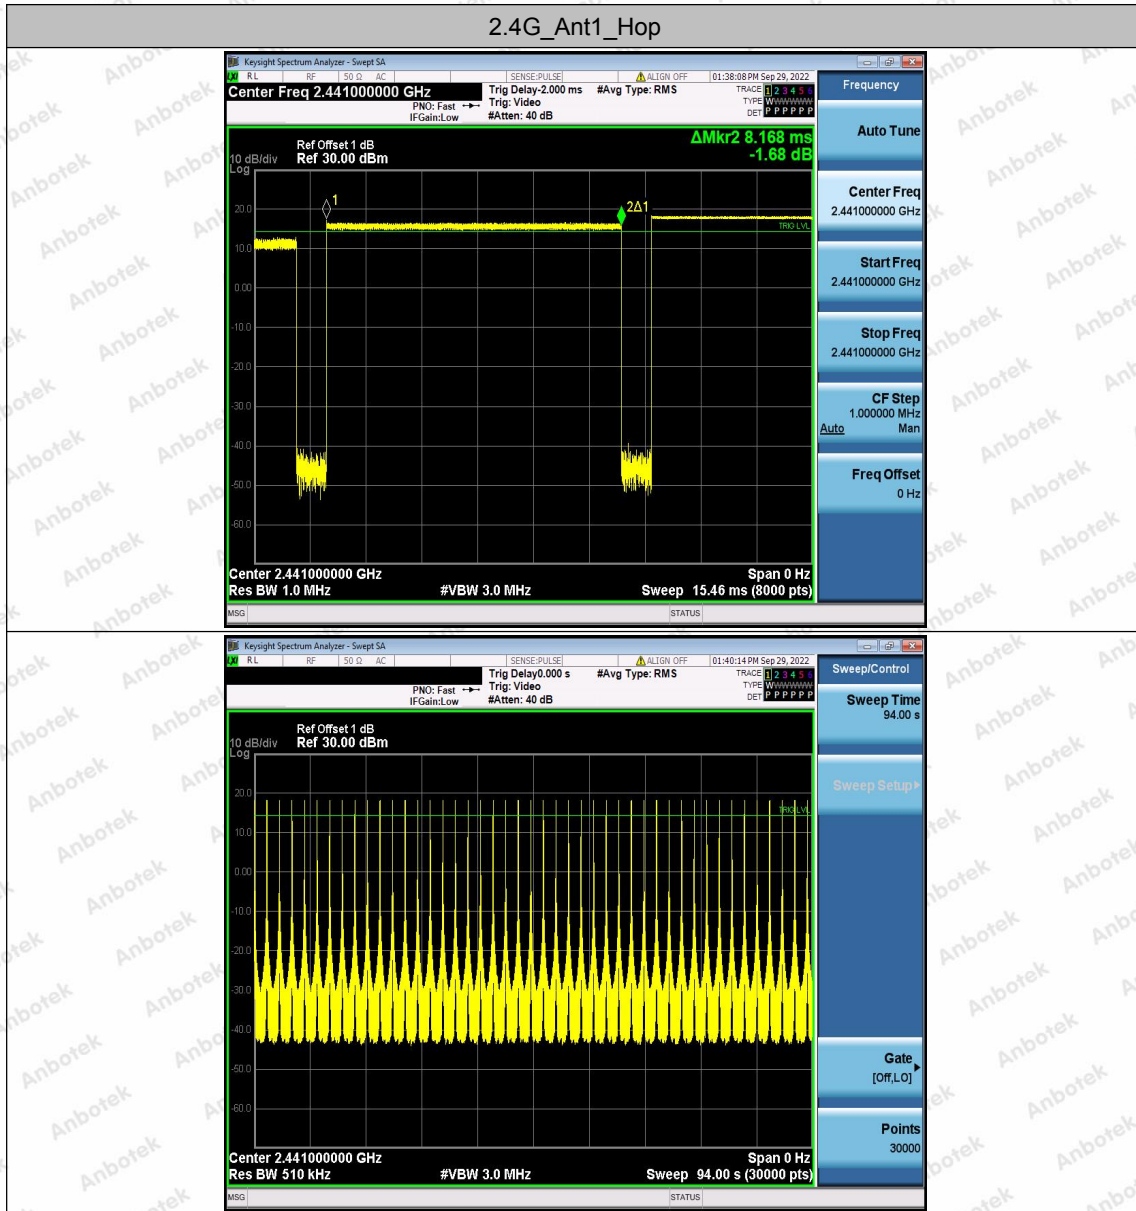 2.4G_Ant1_Hop
Keysight Spectrum Analyzer - Swept SA
RL RF 50 Ω AC SENSE:PULSE ALIGN OFF 01:38:08 PM Sep 29, 2022
Center Freq 2.441000000 GHz
PNO: Fast
IFGain:Low
Trig Delay-2.000 ms
Trig: Video
#Atten: 40 dB
#Avg Type: RMS
TRACE 1 2 3 4 5 6
TYPE WWWWWW
DET P P P P P P
Frequency
ΔMkr2 8.168 ms
-1.68 dB
Ref Offset 1 dB
10 dB/div Ref 30.00 dBm
Log
1
2Δ1
TRIG LVL
20.0
10.0
0.00
-10.0
-20.0
-30.0
-40.0
-50.0
-60.0
Center 2.441000000 GHz Span 0 Hz
Res BW 1.0 MHz #VBW 3.0 MHz Sweep 15.46 ms (8000 pts)
MSG STATUS
Auto Tune
Center Freq
2.441000000 GHz
Start Freq
2.441000000 GHz
Stop Freq
2.441000000 GHz
CF Step
1.000000 MHz
Auto Man
Freq Offset
0 Hz
Keysight Spectrum Analyzer - Swept SA
RL RF 50 Ω AC SENSE:PULSE ALIGN OFF 01:40:14 PM Sep 29, 2022
PNO: Fast
IFGain:Low
Trig Delay0.000 s
Trig: Video
#Atten: 40 dB
#Avg Type: RMS
TRACE 1 2 3 4 5 6
TYPE WWWWWW
DET P P P P P P
Sweep/Control
Ref Offset 1 dB
10 dB/div Ref 30.00 dBm
Log
TRIG LVL
20.0
10.0
0.00
-10.0
-20.0
-30.0
-40.0
-50.0
-60.0
Center 2.441000000 GHz Span 0 Hz
Res BW 510 kHz #VBW 3.0 MHz Sweep 94.00 s (30000 pts)
MSG STATUS
Sweep Time
94.00 s
Sweep Setup
Gate
[Off,LO]
Points
30000
Anbotek